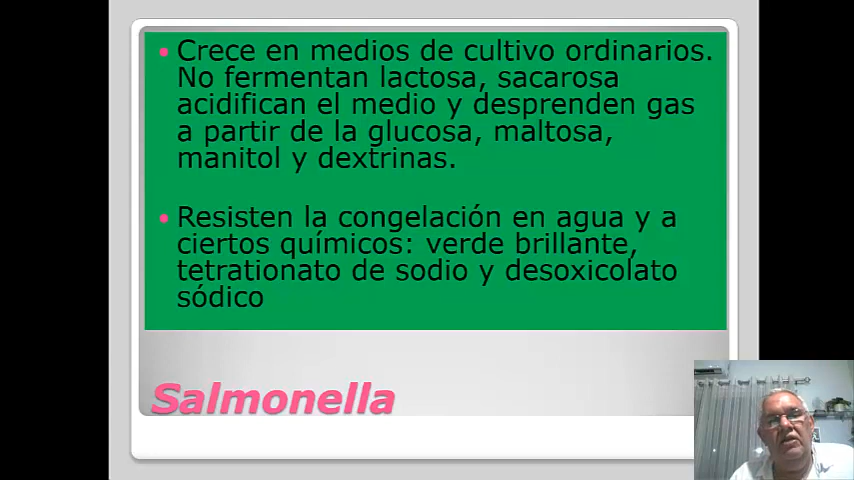 Crece en medios de cultivo ordinarios.
No fermentan lactosa, sacarosa
acidifican el medio y desprenden gas
a partir de la glucosa, maltosa,
manitol y dextrinas.
Resisten la congelación en agua y a
ciertos químicos: verde brillante,
tetrationato de sodio y desoxicolato
sódico
Salmonella